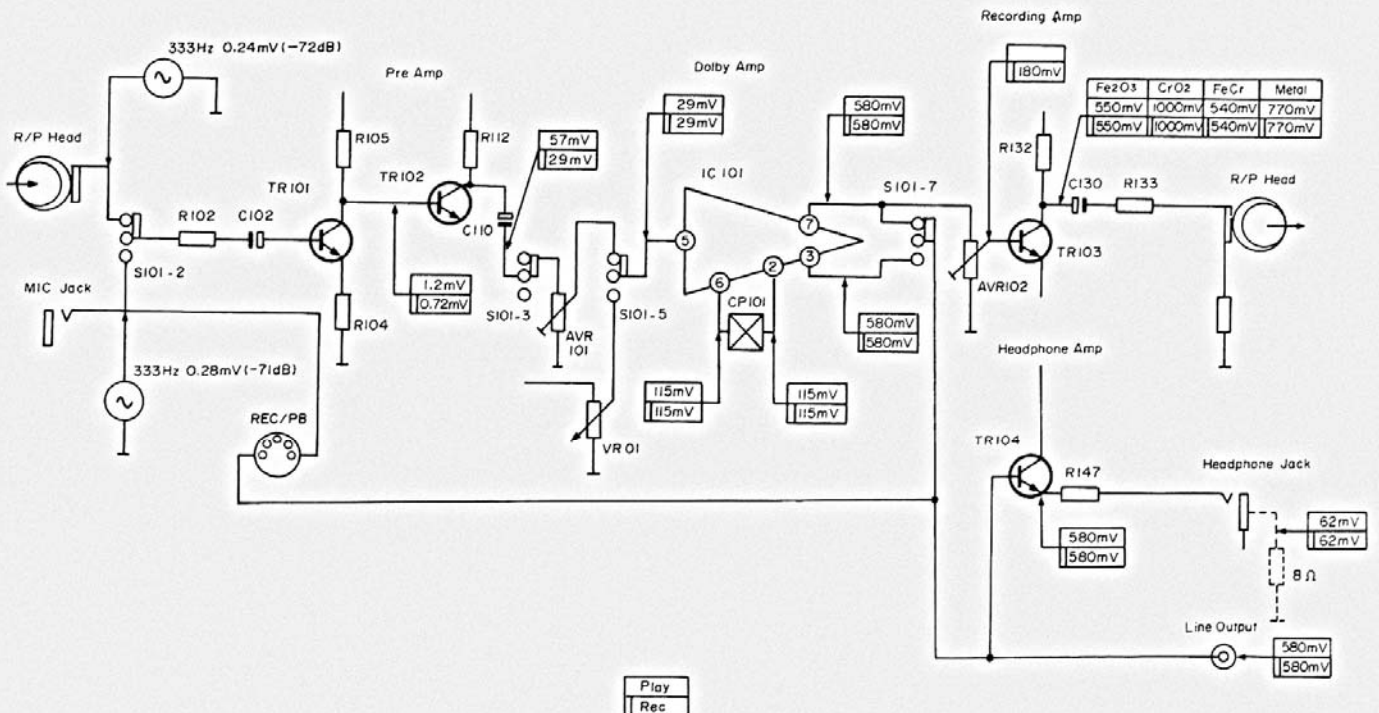 Recording Amp
333Hz 0.24mV (-72dB)
Pre Amp
Dolby Amp
180mV
Fe2O3 CrO2 FeCr Metal
550mV 1000mV 540mV 770mV
550mV 1000mV 540mV 770mV
29mV
29mV
580mV
580mV
R/P Head
R105
R112
57mV
29mV
R132
TR101
TR102
IC 101
S101-7
C130
R133
R/P Head
R102
C102
C110
5
7
3
2
6
TR103
S101-2
1.2mV
0.72mV
S101-3
S101-5
CP101
AVR102
MIC Jack
R104
AVR
101
580mV
580mV
Headphone Amp
333Hz 0.28mV (-71dB)
115mV
115mV
115mV
115mV
REC/PB
VR01
TR104
R147
Headphone Jack
62mV
62mV
580mV
580mV
8Ω
Line Output
580mV
580mV
Play
Rec